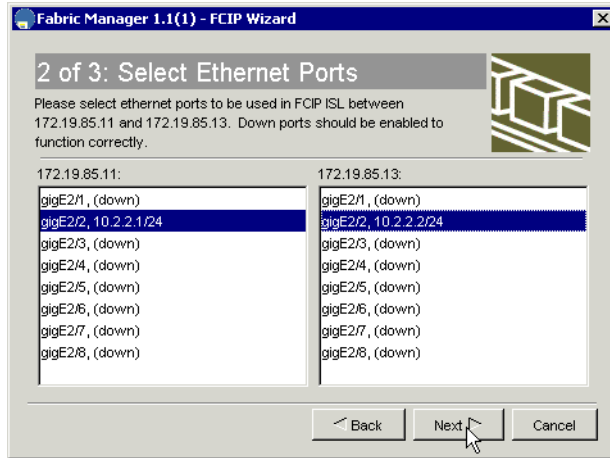 Fabric Manager 1.1(1) - FCIP Wizard
2 of 3: Select Ethernet Ports
Please select ethernet ports to be used in FCIP ISL between
172.19.85.11 and 172.19.85.13. Down ports should be enabled to
function correctly.
172.19.85.11:
gigE2/1, (down)
gigE2/2, 10.2.2.1/24
gigE2/3, (down)
gigE2/4, (down)
gigE2/5, (down)
gigE2/6, (down)
gigE2/7, (down)
gigE2/8, (down)
172.19.85.13:
gigE2/1, (down)
gigE2/2, 10.2.2.2/24
gigE2/3, (down)
gigE2/4, (down)
gigE2/5, (down)
gigE2/6, (down)
gigE2/7, (down)
gigE2/8, (down)
Back
Next
Cancel